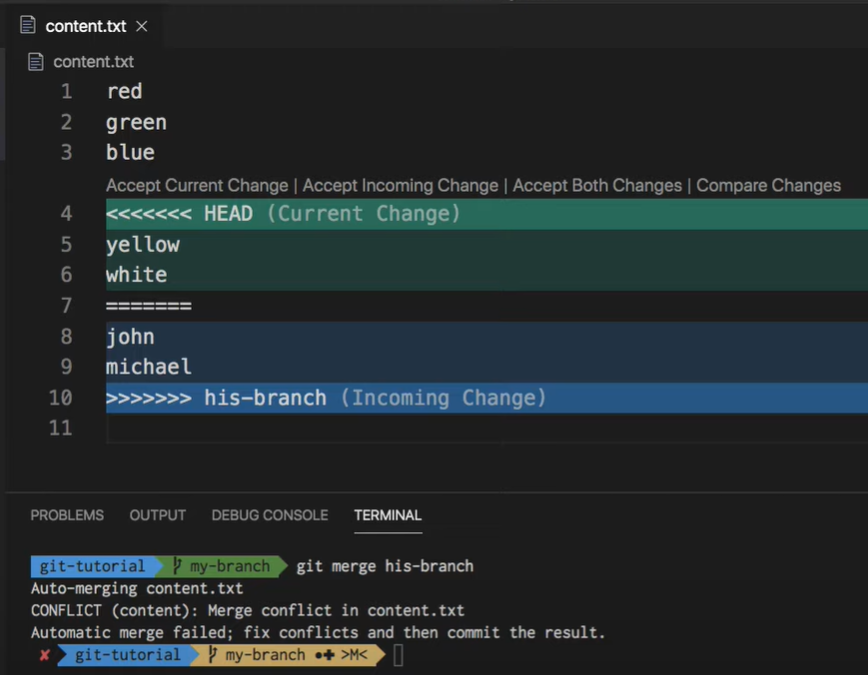 content.txt
content.txt
1 red
2 green
3 blue
Accept Current Change | Accept Incoming Change | Accept Both Changes | Compare Changes
4 <<<<<<< HEAD (Current Change)
5 yellow
6 white
7 =======
8 john
9 michael
10 >>>>>>> his-branch (Incoming Change)
11
PROBLEMS OUTPUT DEBUG CONSOLE TERMINAL
git-tutorial my-branch git merge his-branch
Auto-merging content.txt
CONFLICT (content): Merge conflict in content.txt
Automatic merge failed; fix conflicts and then commit the result.
✘ git-tutorial my-branch ●✚ >M<